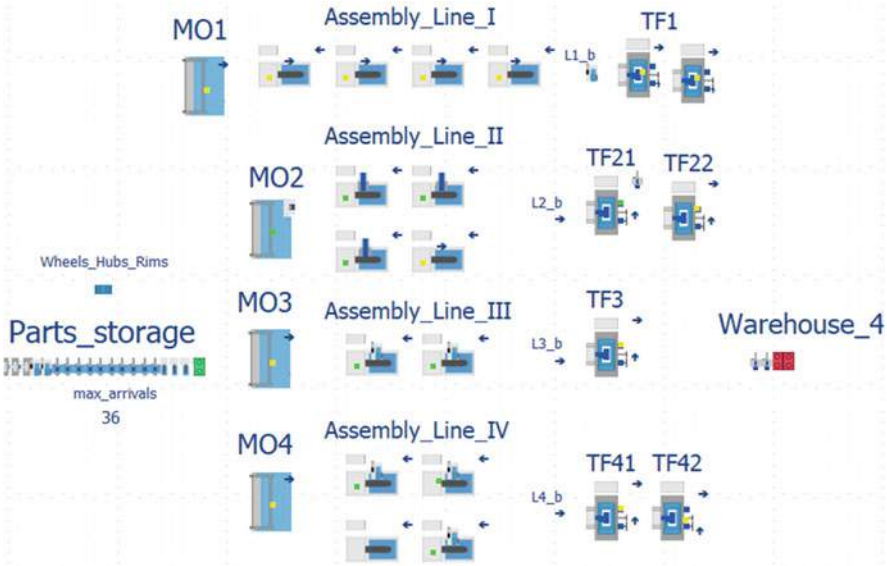 Assembly_Line_I
MO1
TF1
L1_b
Assembly_Line_II
MO2
TF21
TF22
L2_b
Wheels_Hubs_Rims
MO3
Assembly_Line_III
TF3
Parts_storage
L3_b
Warehouse_4
max_arrivals
36
MO4
Assembly_Line_IV
TF41
TF42
L4_b